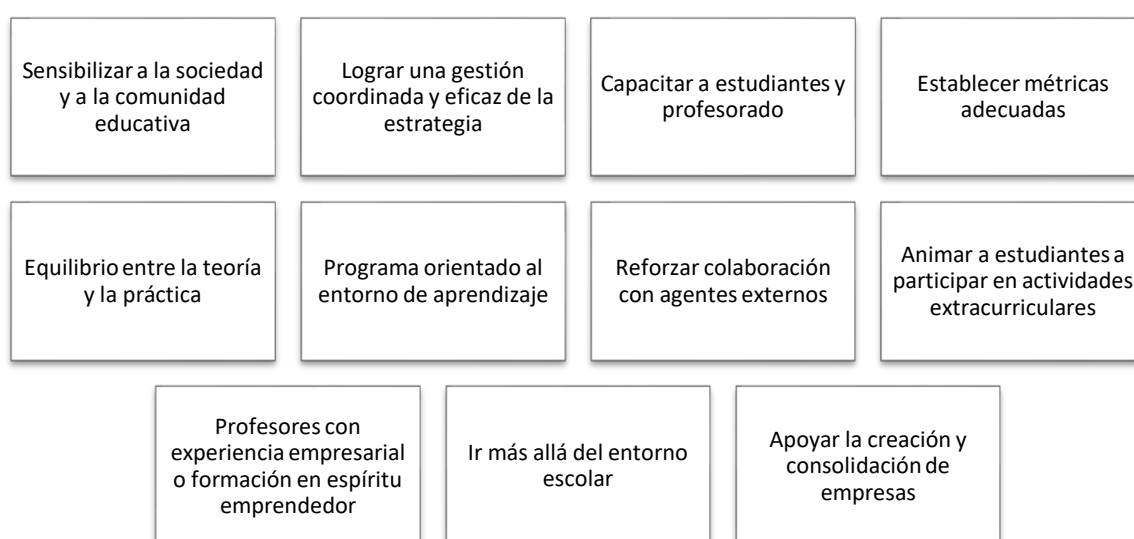 Sensibilizar a la sociedad
y a la comunidad
educativa
Lograr una gestión
coordinada y eficaz de la
estrategia
Capacitar a estudiantes y
profesorado
Establecer métricas
adecuadas
Equilibrio entre la teoría
y la práctica
Programa orientado al
entorno de aprendizaje
Reforzar colaboración
con agentes externos
Animar a estudiantes a
participar en actividades
extracurriculares
Profesores con
experiencia empresarial
o formación en espíritu
emprendedor
Ir más allá del entorno
escolar
Apoyar la creación y
consolidación de
empresas